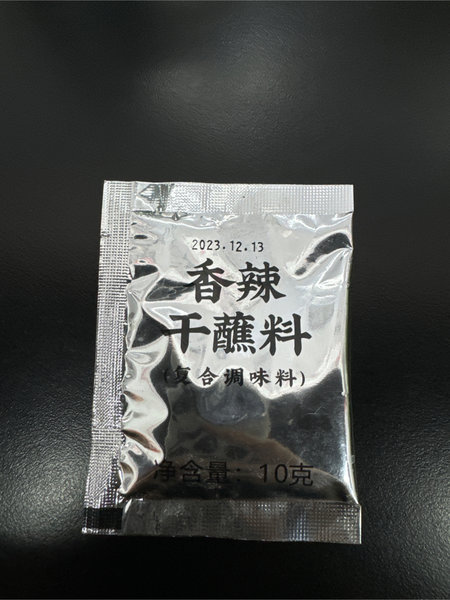 2023.12.13
香辣
干蘸料
(复合调味料)
净含量：10克